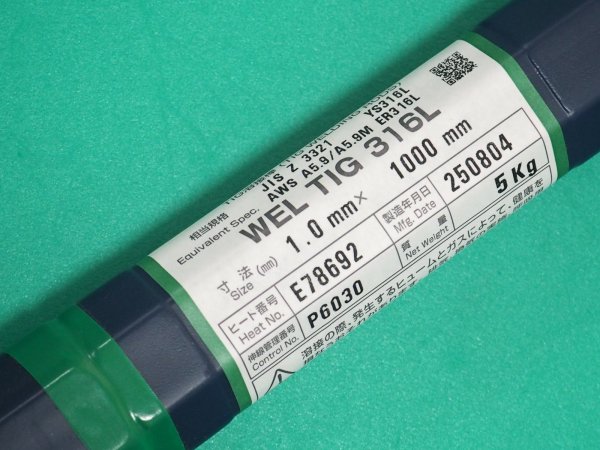 相当規格 JIS Z 3321 YS316L
Equivalent Spec. AWS A5.9/A5.9M ER316L
WEL TIG 316L
寸法 Size (mm) 1.0 mm× 1000 mm
ヒート番号 Heat No. E78692 製造年月日 Mfg. Date 250804
伸線管理番号 Control No. P6030 質量 Net Weight 5 Kg
溶接の際、発生するヒュームとガスによって、健康を